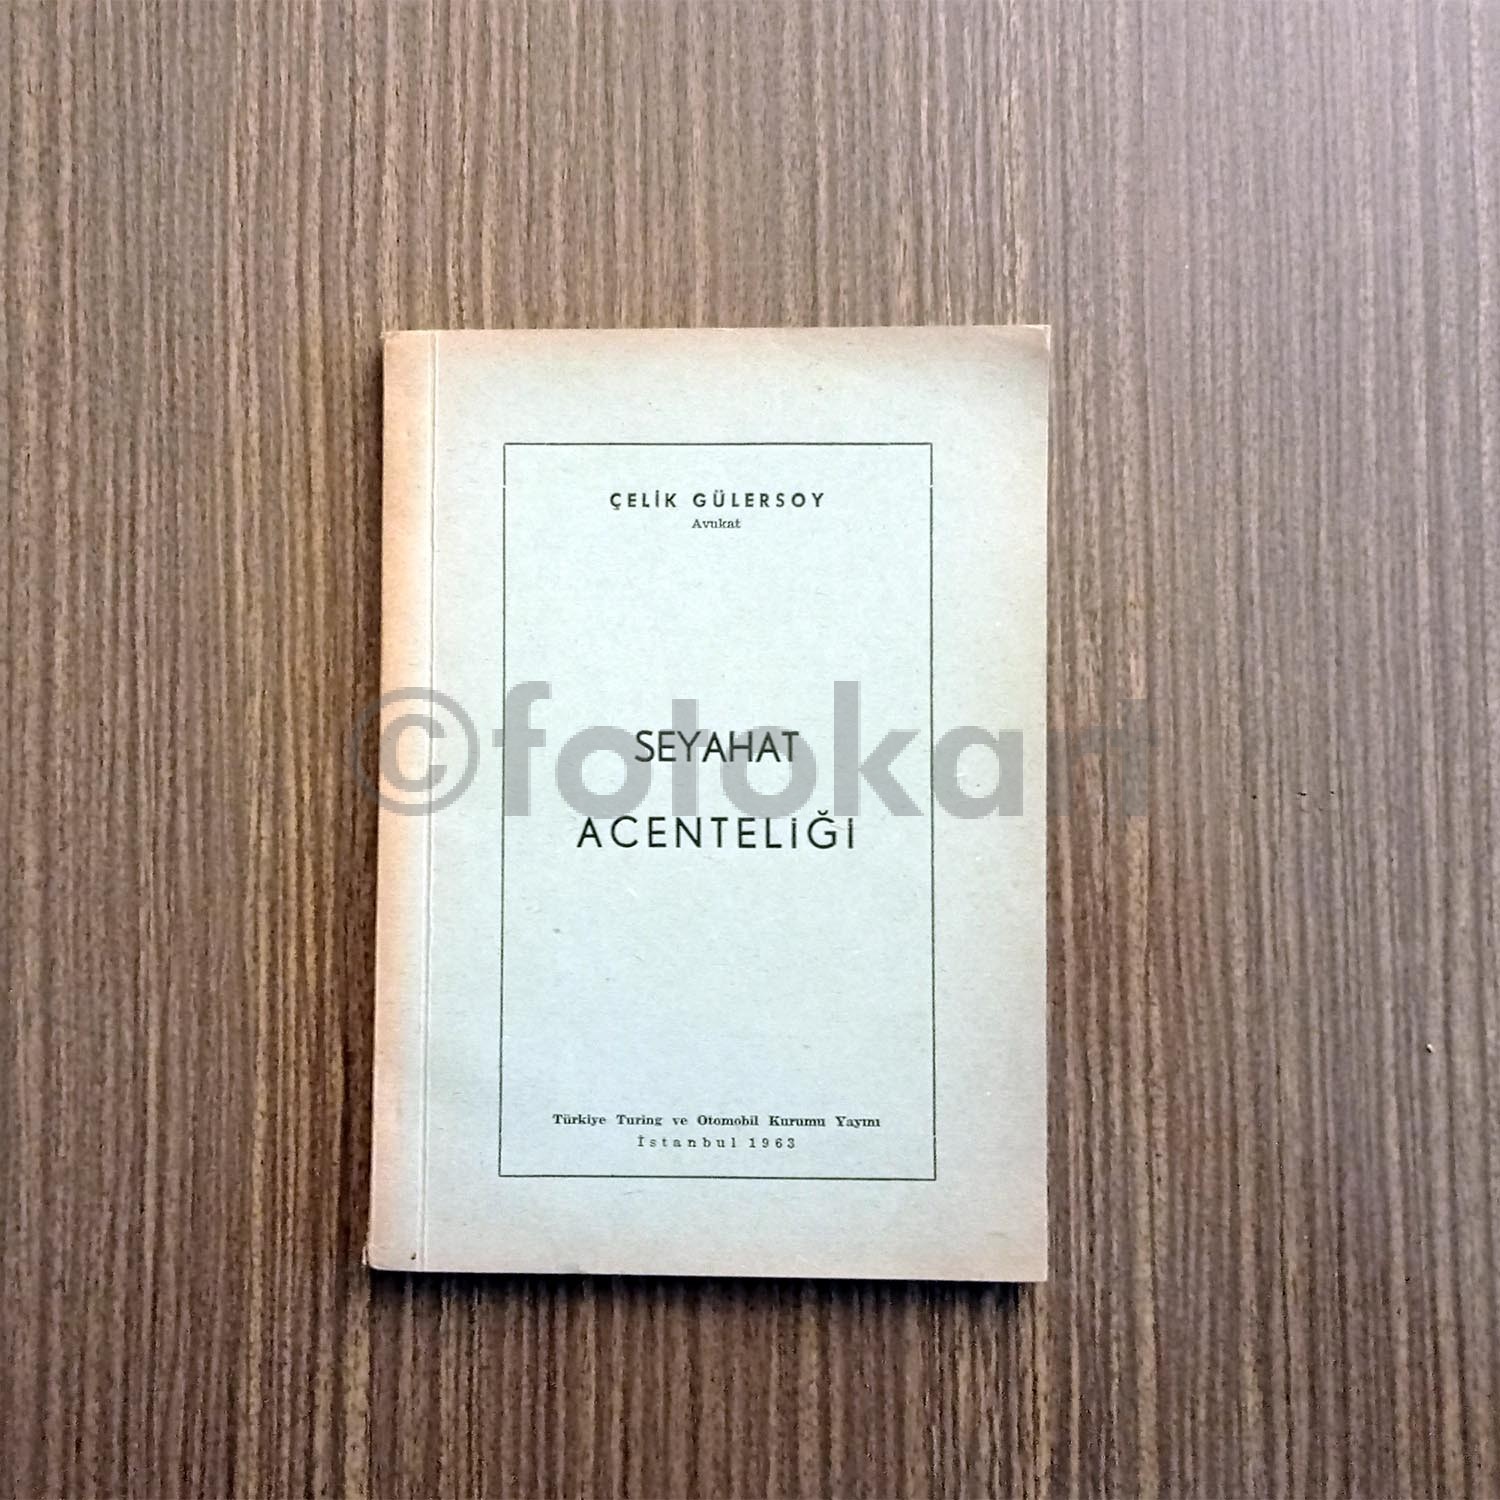 ÇELİK GÜLERSOY
Avukat
©fotokart
SEYAHAT
ACENTELİĞİ
Türkiye Turing ve Otomobil Kurumu Yayını
İstanbul 1963